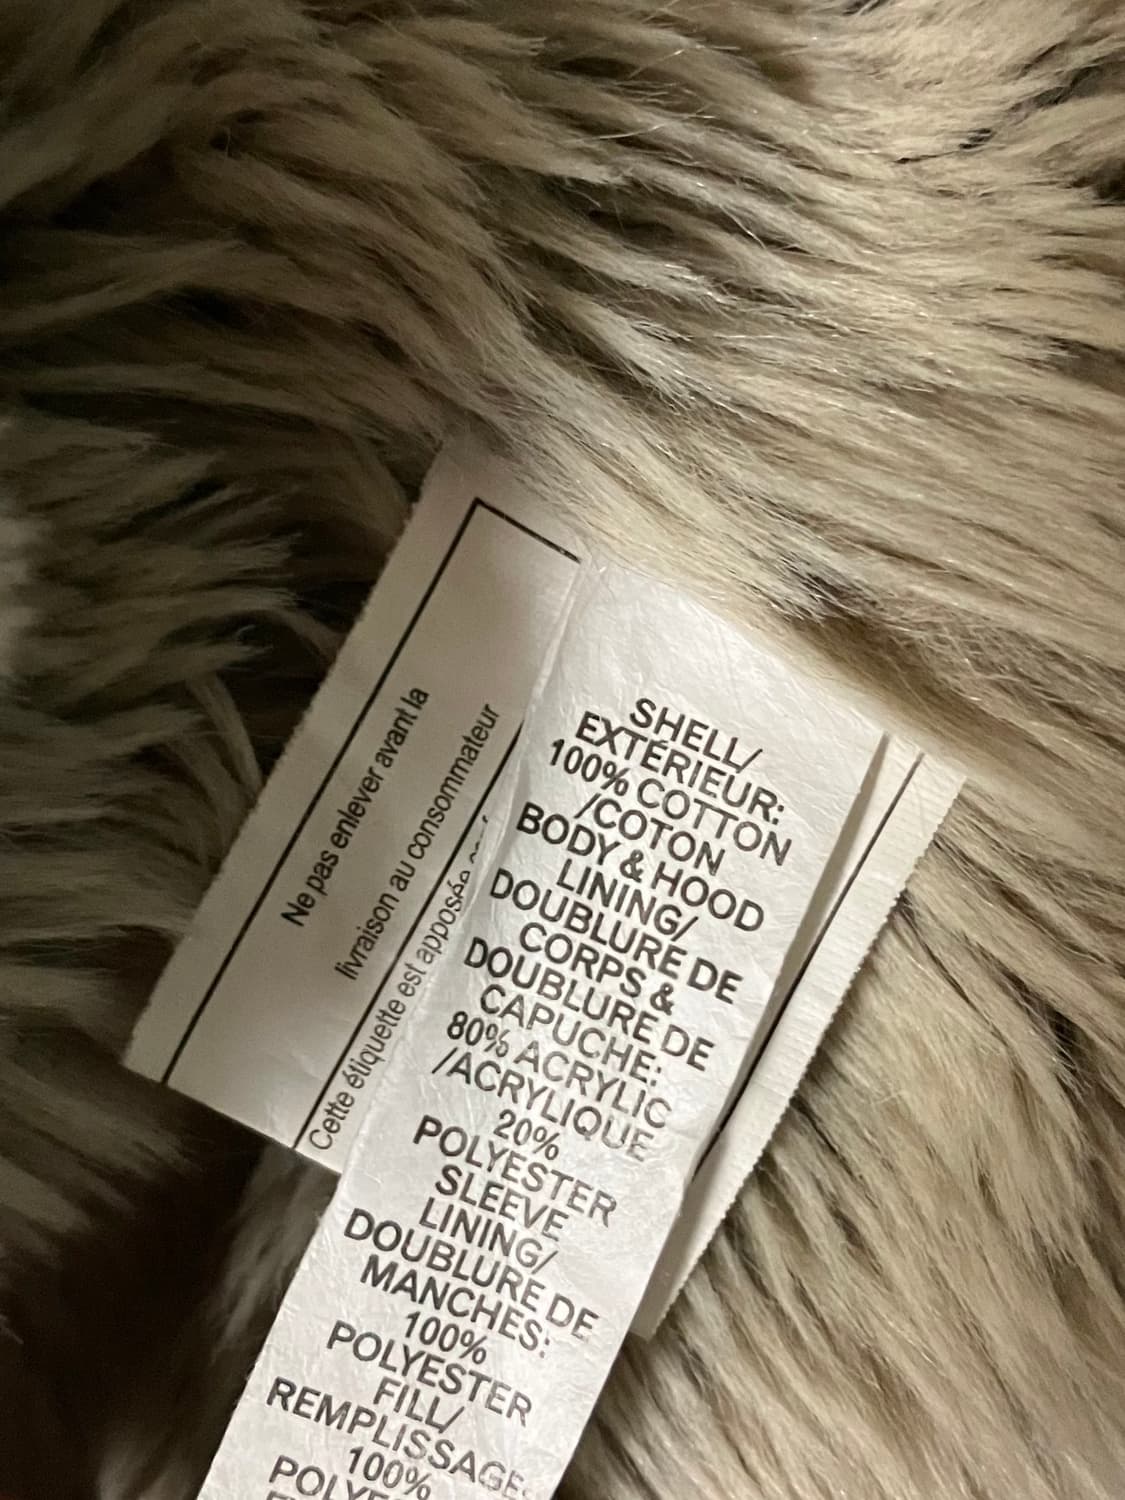 Ne pas enlever avant la
livraison au consommateur
Cette étiquette est apposée
SHELL/
EXTÉRIEUR:
100% COTTON
/COTON
BODY & HOOD
LINING/
DOUBLURE DE
CORPS &
DOUBLURE DE
CAPUCHE:
80% ACRYLIC
/ACRYLIQUE
20%
POLYESTER
SLEEVE
LINING/
DOUBLURE DE
MANCHES:
100%
POLYESTER
FILL/
REMPLISSAGE:
100%